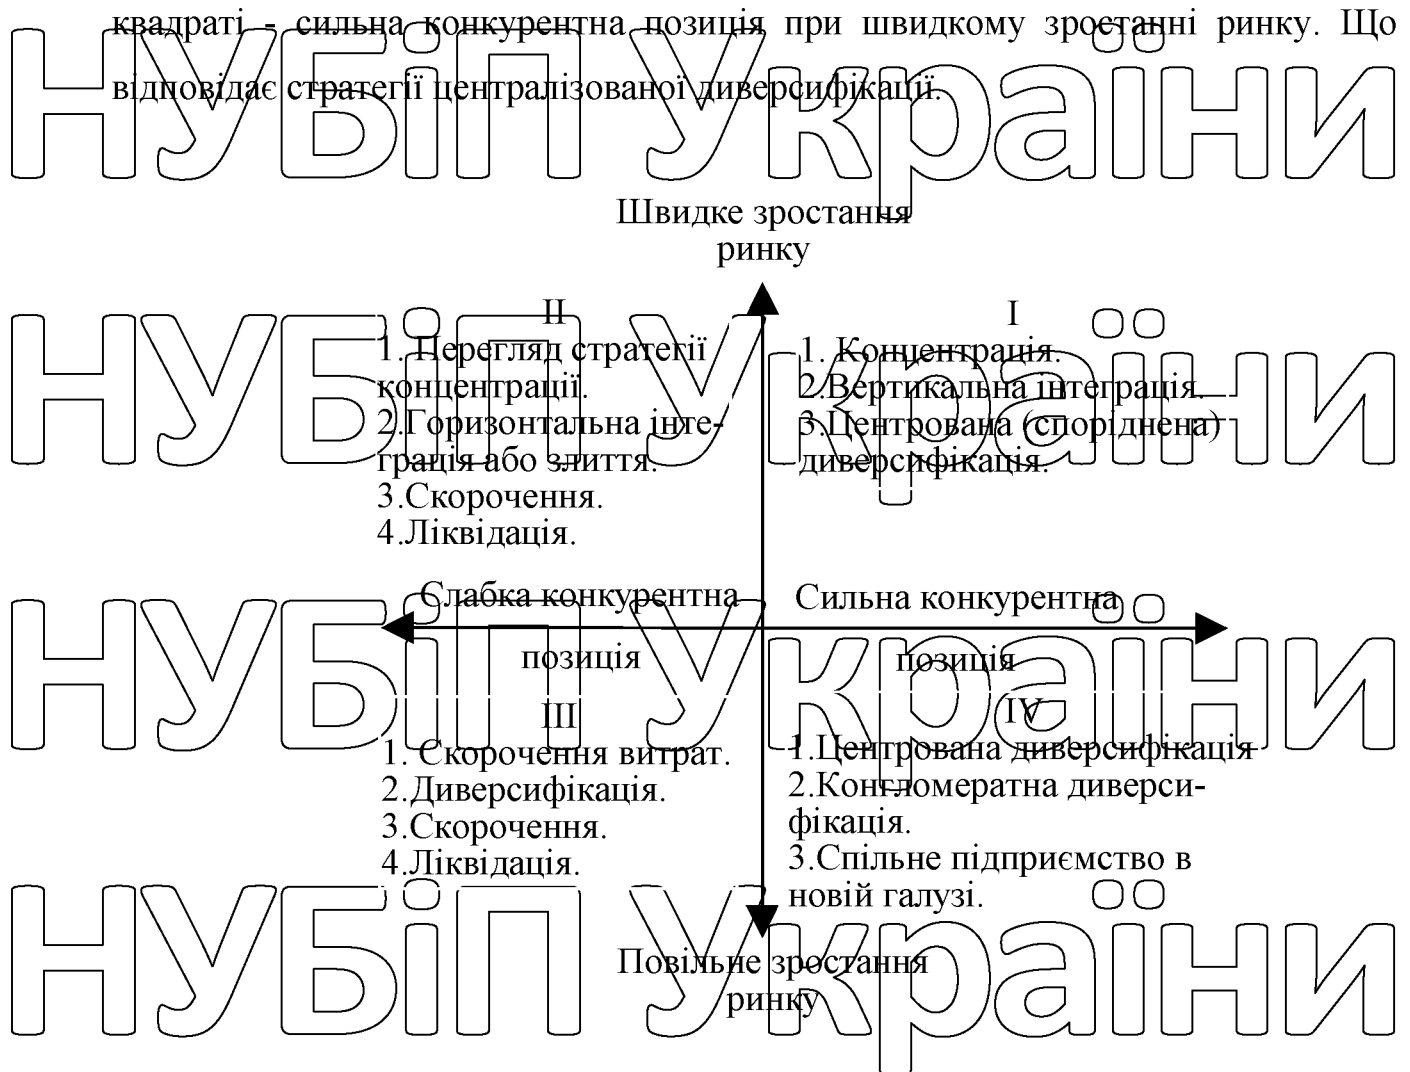 квадраті - сильна конкурентна позиція при швидкому зростанні ринку. Що
відповідає стратегії централізованої диверсифікації.
НУБіП України
Швидке зростання
ринку
НУБіП України
II
1. Перегляд стратегії
концентрації.
2.Горизонтальна інте-
грація або злиття.
3.Скорочення.
4.Ліквідація.
I
1. Концентрація.
2.Вертикальна інтеграція.
3.Центрована (споріднена)
диверсифікація.
Слабка конкурентна
позиція
Сильна конкурентна
позиція
НУБіП України
III
1. Скорочення витрат.
2.Диверсифікація.
3.Скорочення.
4.Ліквідація.
IV
1.Центрована диверсифікація
2.Конгломератна диверси-
фікація.
3.Спільне підприємство в
новій галузі.
НУБіП України
Повільне зростання
ринку